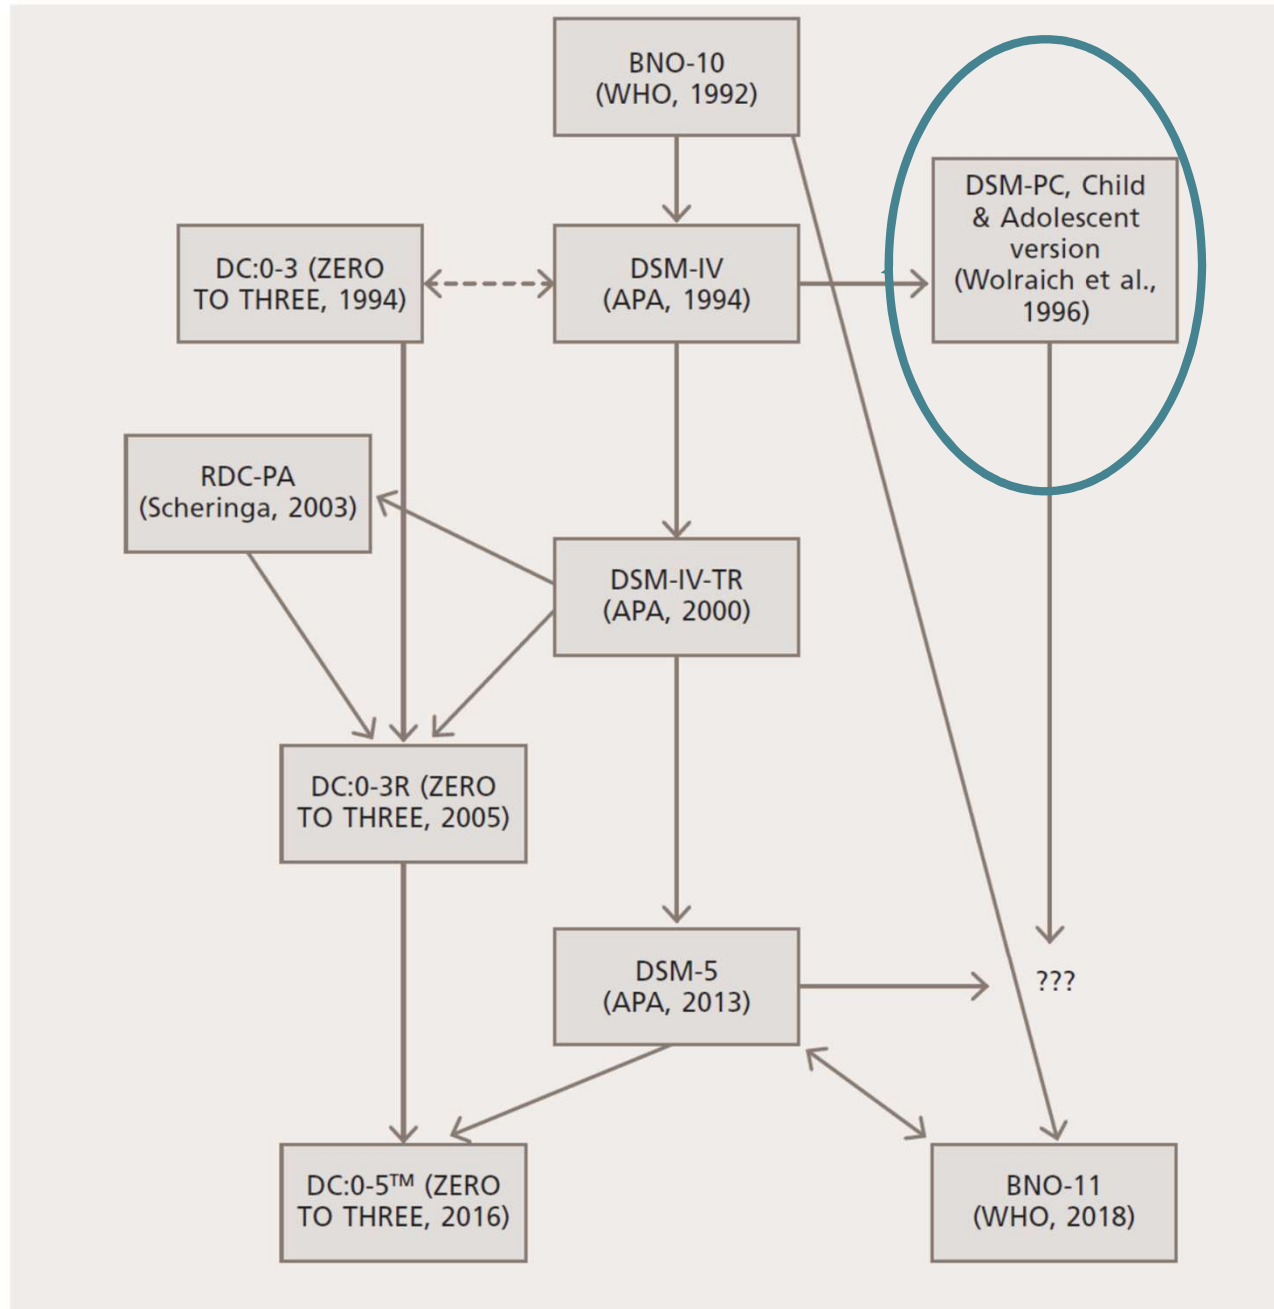 BNO-10
(WHO, 1992)
DSM-PC, Child
& Adolescent
version
(Wolraich et al.,
1996)
DC:0-3 (ZERO
TO THREE, 1994)
DSM-IV
(APA, 1994)
RDC-PA
(Scheringa, 2003)
DSM-IV-TR
(APA, 2000)
DC:0-3R (ZERO
TO THREE, 2005)
DSM-5
(APA, 2013)
???
DC:0-5™ (ZERO
TO THREE, 2016)
BNO-11
(WHO, 2018)